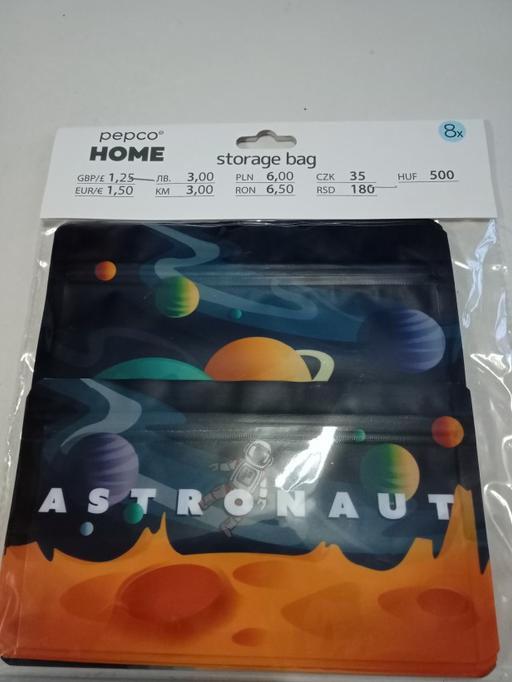 pepco®
HOME
8x
storage bag
GBP/£ 1,25 ЛВ. 3,00 PLN 6,00 CZK 35 HUF 500
EUR/€ 1,50 KM 3,00 RON 6,50 RSD 180
ASTRONAUT